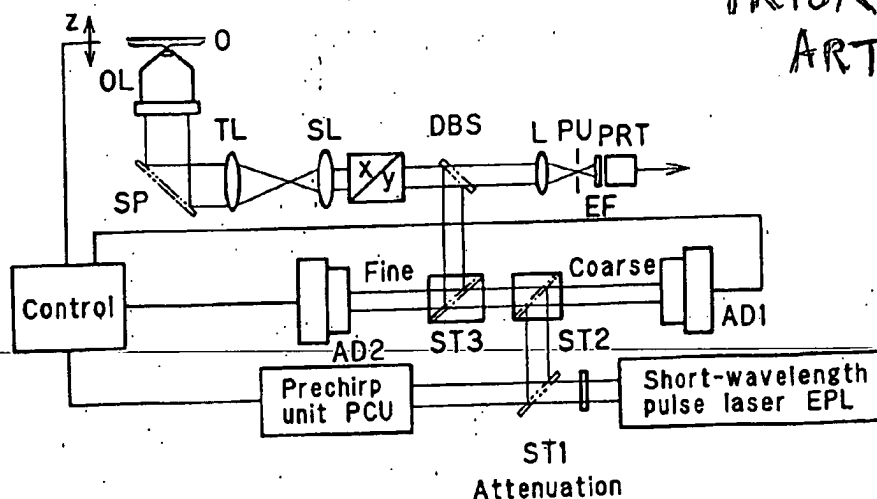 PRIOR
ART
Z
O
OL
TL
SL
DBS
L
PU
PRT
x/y
SP
EF
Fine
Coarse
Control
AD2
ST3
ST2
AD1
Prechirp
unit PCU
Short-wavelength
pulse laser EPL
ST1
Attenuation